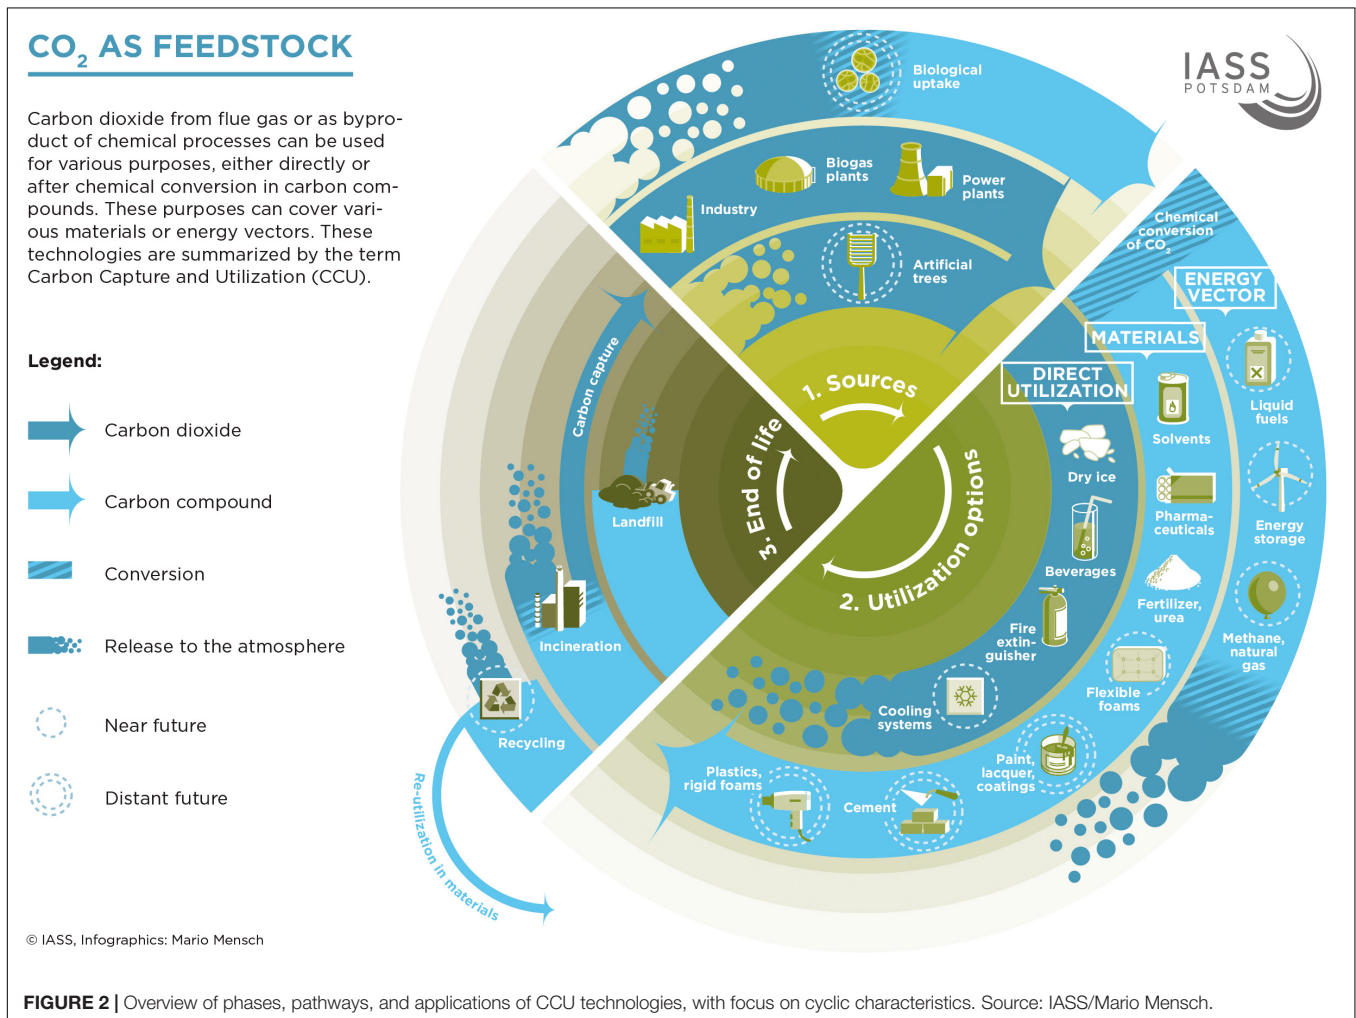 CO2 AS FEEDSTOCK
Carbon dioxide from flue gas or as bypro-
duct of chemical processes can be used
for various purposes, either directly or
after chemical conversion in carbon com-
pounds. These purposes can cover vari-
ous materials or energy vectors. These
technologies are summarized by the term
Carbon Capture and Utilization (CCU).
Legend:
Carbon dioxide
Carbon compound
Conversion
Release to the atmosphere
Near future
Distant future
© IASS, Infographics: Mario Mensch
IASS
POTSDAM
Biological
uptake
Biogas
plants
Power
plants
Industry
Artificial
trees
1. Sources
Chemical
conversion
of CO2
ENERGY
VECTOR
MATERIALS
DIRECT
UTILIZATION
Liquid
fuels
Energy
storage
Methane,
natural
gas
Solvents
Pharma-
ceuticals
Fertilizer,
urea
Flexible
foams
Paint,
lacquer,
coatings
Cement
Plastics,
rigid foams
Dry ice
Beverages
Fire
extin-
guisher
Cooling
systems
2. Utilization options
3. End of life
Carbon capture
Landfill
Incineration
Recycling
Re-utilization in materials
FIGURE 2 | Overview of phases, pathways, and applications of CCU technologies, with focus on cyclic characteristics. Source: IASS/Mario Mensch.